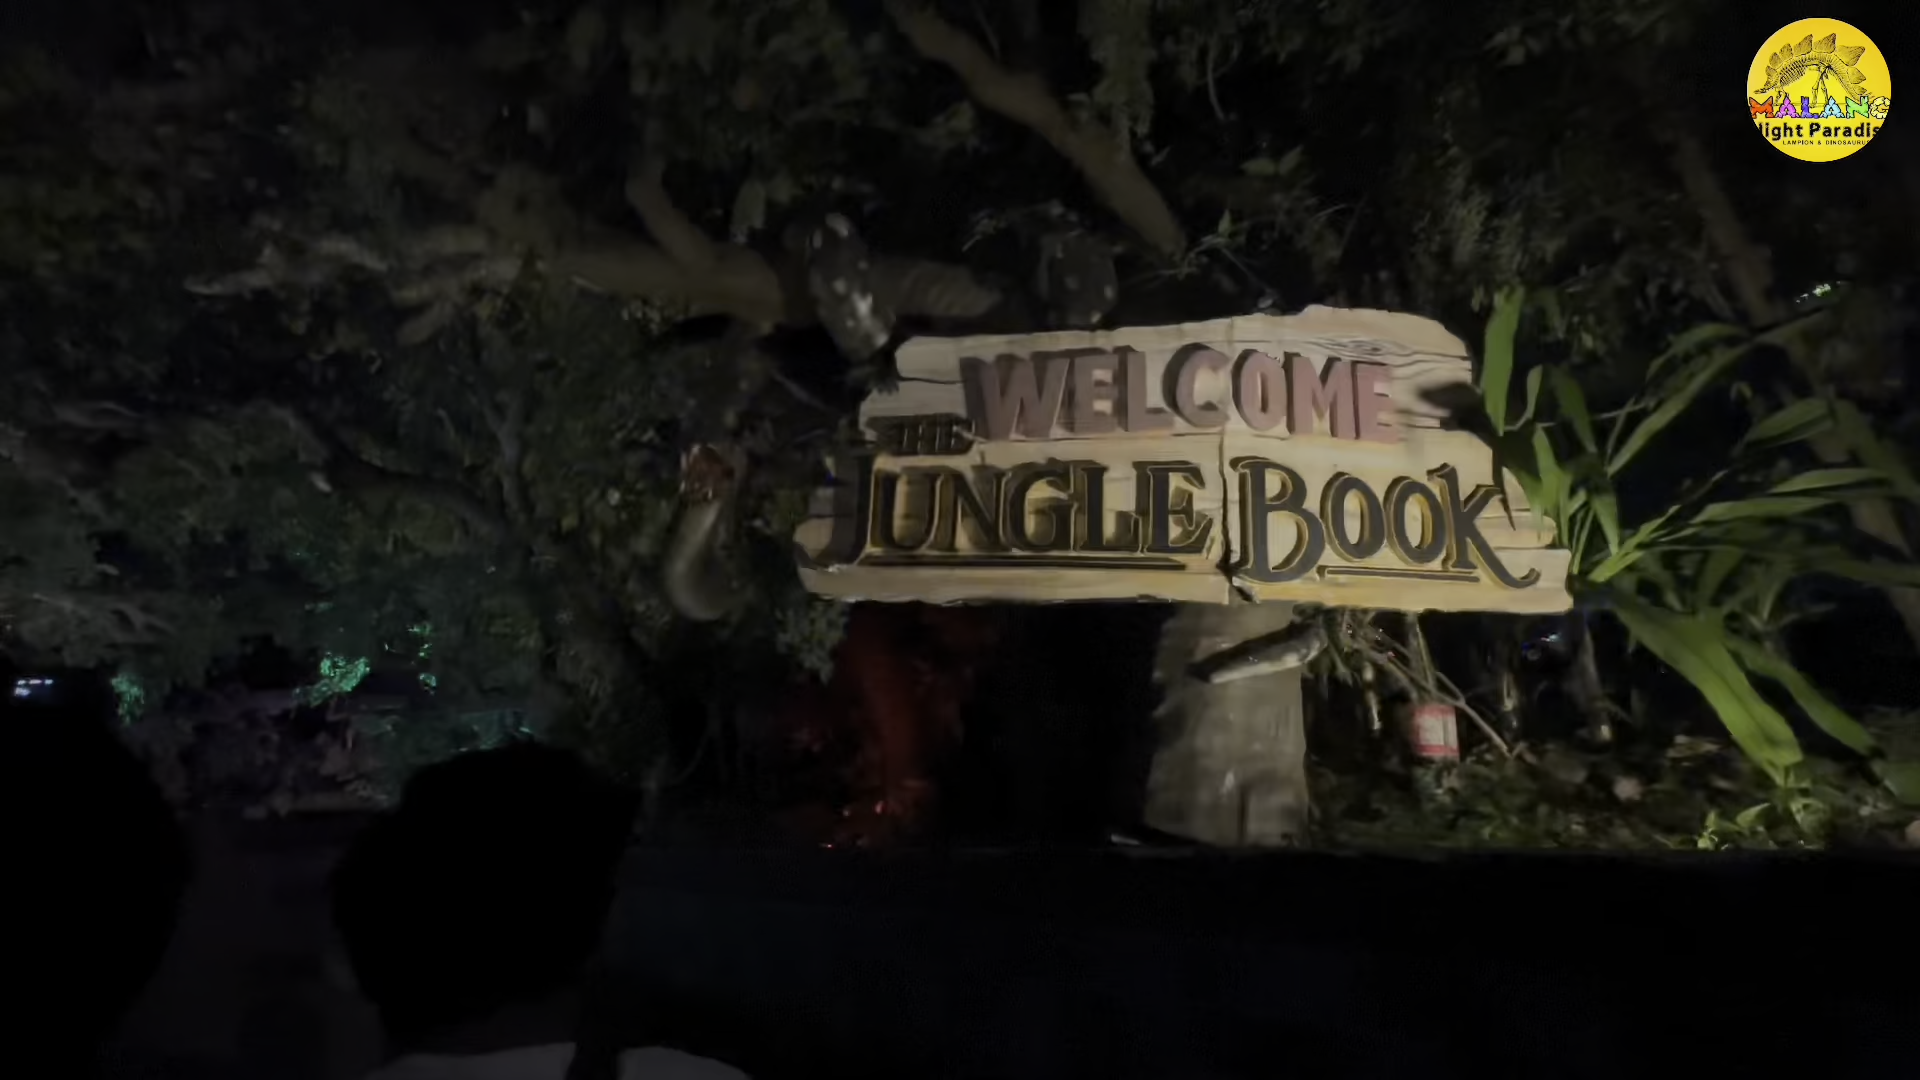 WELCOME
THE
JUNGLE BOOK
MALANG
Night Paradise
LAMPION & DINOSAURUS